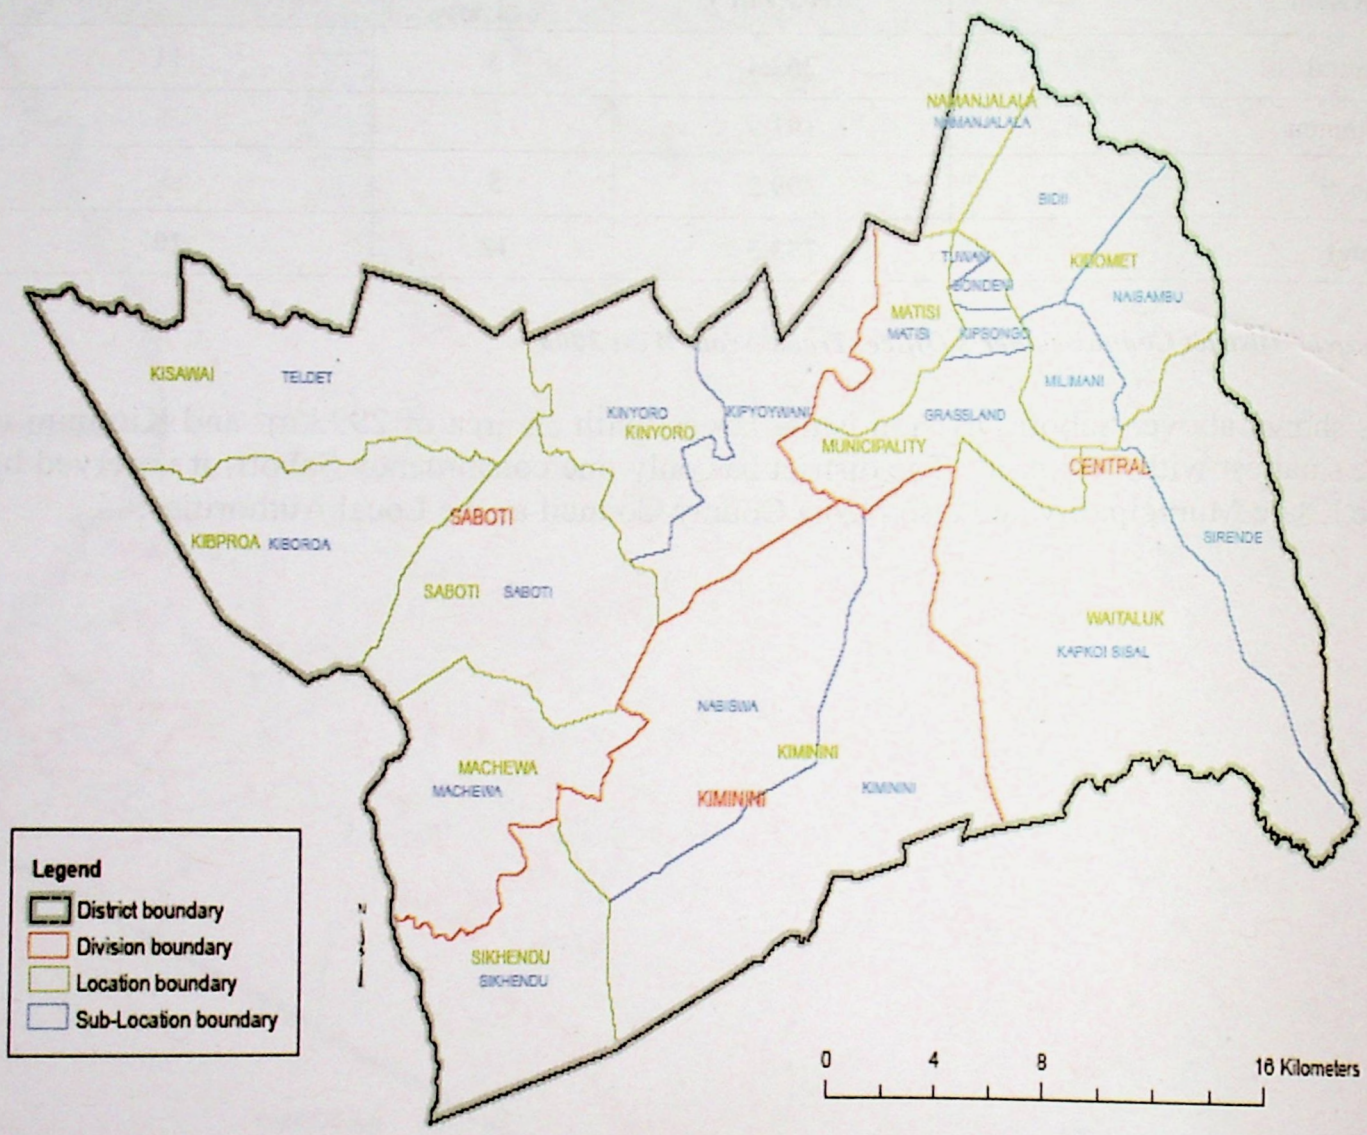 NAMANJALALA
NAMANJALALA
BIDII
TUWAN
KIBOMET
BONDENI
NAISAMBU
MATISI
MATISI
KIPSONGO
KISAWAI
TELDET
MILIMANI
KINYORO
KIPYOYWANI
GRASSLAND
KINYORO
MUNICIPALITY
CENTRAL
SABOTI
KIBPROA
KIBOROA
SIRENDE
SABOTI
SABOTI
WAITALUK
KAPKOI SISAL
NABISWA
KIMININI
MACHEWA
MACHEWA
KIMININI
KIMININI
SIKHENDU
SIKHENDU
Legend
District boundary
Division boundary
Location boundary
Sub-Location boundary
N
S
0 4 8 16 Kilometers